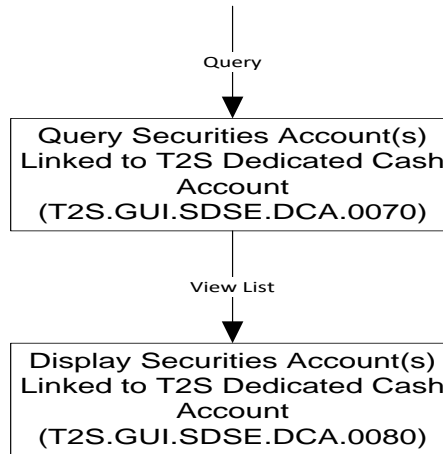 Query
Query Securities Account(s)
Linked to T2S Dedicated Cash
Account
(T2S.GUI.SDSE.DCA.0070)
View List
Display Securities Account(s)
Linked to T2S Dedicated Cash
Account
(T2S.GUI.SDSE.DCA.0080)